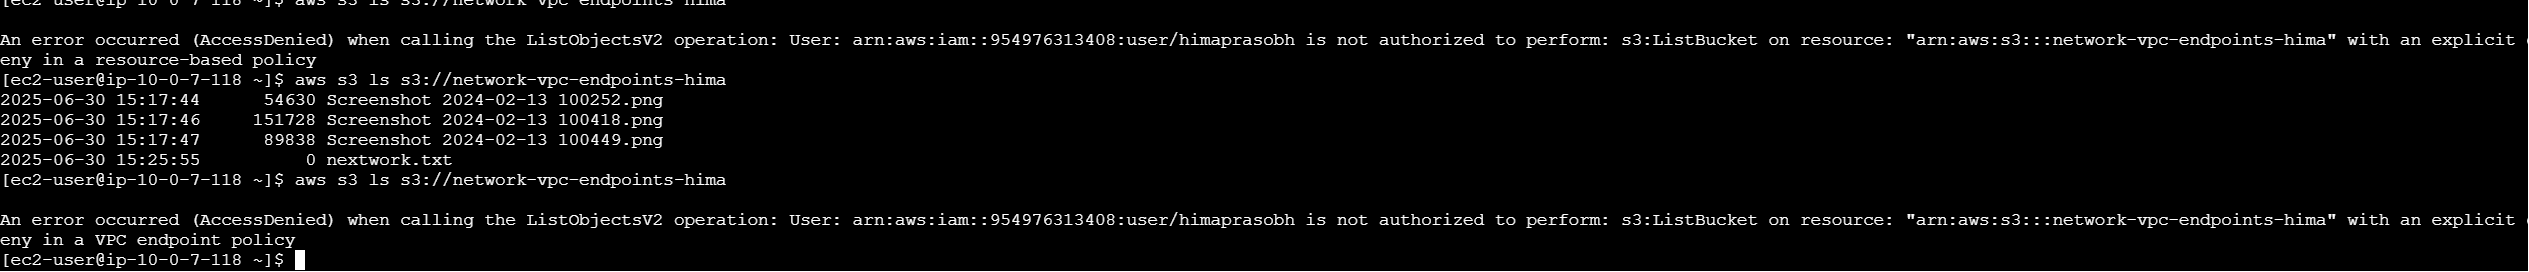 [ec2-user@ip-10-0-7-118 ~]$ aws s3 ls s3://network-vpc-endpoints-hima
An error occurred (AccessDenied) when calling the ListObjectsV2 operation: User: arn:aws:iam::954976313408:user/himaprasobh is not authorized to perform: s3:ListBucket on resource: "arn:aws:s3:::network-vpc-endpoints-hima" with an explicit
eny in a resource-based policy
[ec2-user@ip-10-0-7-118 ~]$ aws s3 ls s3://network-vpc-endpoints-hima
2025-06-30 15:17:44      54630 Screenshot 2024-02-13 100252.png
2025-06-30 15:17:46     151728 Screenshot 2024-02-13 100418.png
2025-06-30 15:17:47      89838 Screenshot 2024-02-13 100449.png
2025-06-30 15:25:55          0 nextwork.txt
[ec2-user@ip-10-0-7-118 ~]$ aws s3 ls s3://network-vpc-endpoints-hima
An error occurred (AccessDenied) when calling the ListObjectsV2 operation: User: arn:aws:iam::954976313408:user/himaprasobh is not authorized to perform: s3:ListBucket on resource: "arn:aws:s3:::network-vpc-endpoints-hima" with an explicit
eny in a VPC endpoint policy
[ec2-user@ip-10-0-7-118 ~]$